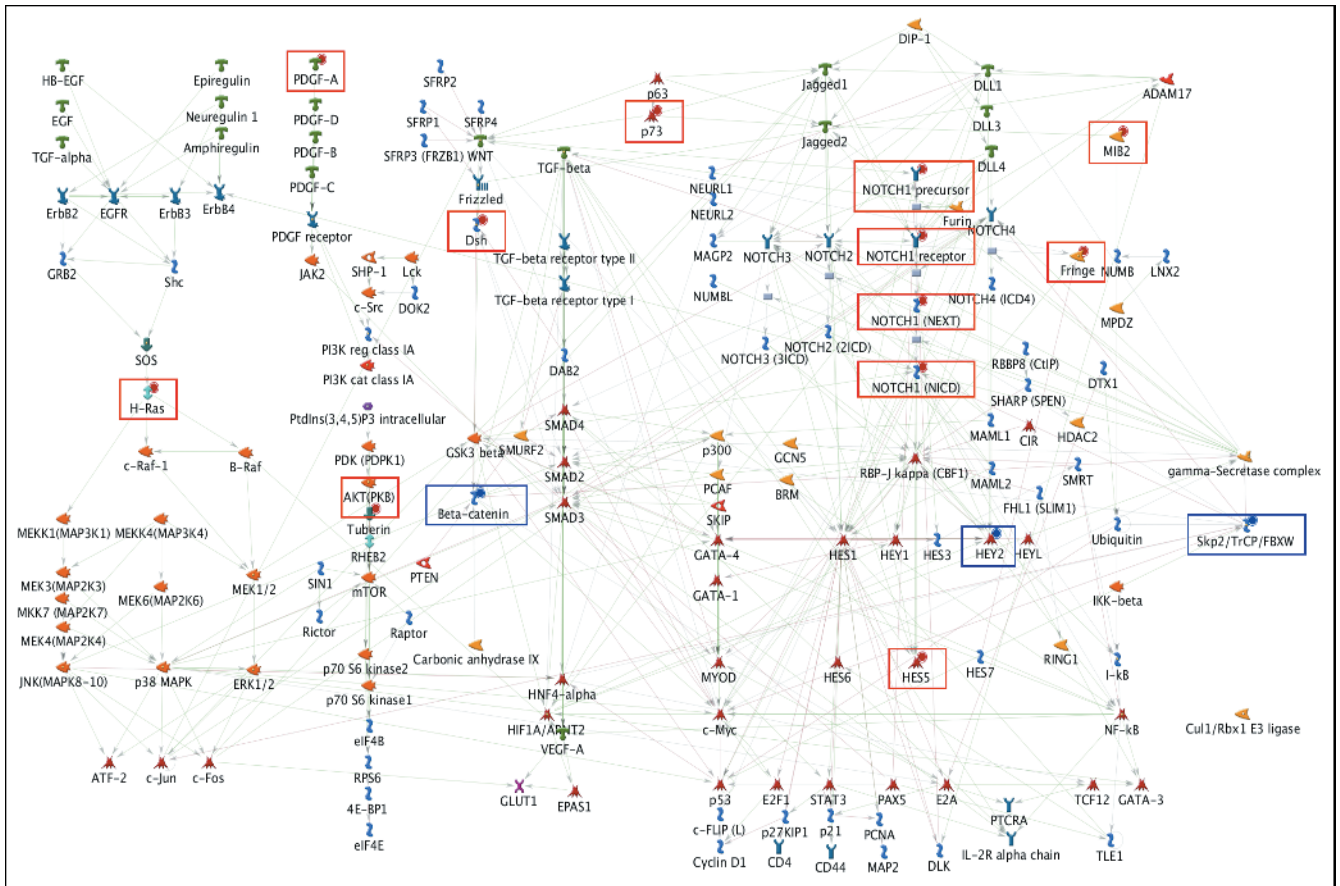 DIP-1
HB-EGF
Epiregulin
PDGF-A
SFRP2
p63
Jagged1
DLL1
ADAM17
EGF
Neuregulin 1
PDGF-D
SFRP1
SFRP4
p73
Jagged2
DLL3
MIB2
TGF-alpha
Amphiregulin
PDGF-B
SFRP3 (FRZB1)
WNT
TGF-beta
DLL4
PDGF-C
NEURL1
NOTCH1 precursor
ErbB2
EGFR
ErbB3
ErbB4
Frizzled
NEURL2
Furin
NOTCH4
PDGF receptor
Dsh
TGF-beta receptor type II
MAGP2
NOTCH3
NOTCH2
NOTCH1 receptor
Fringe
NUMB
LNX2
GRB2
Shc
JAK2
SHP-1
Lck
c-Src
DOK2
TGF-beta receptor type I
NUMBL
NOTCH4 (ICD4)
MPDZ
NOTCH1 (NEXT)
SOS
PI3K reg class IA
DAB2
NOTCH3 (3ICD)
NOTCH2 (2ICD)
RBBP8 (CtIP)
DTX1
PI3K cat class IA
NOTCH1 (NICD)
SHARP (SPEN)
H-Ras
PtdIns(3,4,5)P3 intracellular
SMAD4
MAML1
CIR
HDAC2
c-Raf-1
B-Raf
PDK (PDPK1)
GSK3 beta
SMURF2
p300
GCN5
RBP-J kappa (CBF1)
gamma-Secretase complex
SMAD2
PCAF
BRM
MAML2
SMRT
AKT(PKB)
Beta-catenin
SMAD3
SKIP
FHL1 (SLIM1)
MEKK1(MAP3K1)
MEKK4(MAP3K4)
Tuberin
Ubiquitin
Skp2/TrCP/FBXW
RHEB2
PTEN
GATA-4
HES1
HEY1
HES3
HEY2
HEYL
MEK3(MAP2K3)
MEK6(MAP2K6)
MEK1/2
SIN1
mTOR
GATA-1
IKK-beta
MKK7 (MAP2K7)
MEK4(MAP2K4)
Rictor
Raptor
Carbonic anhydrase IX
JNK(MAPK8-10)
p38 MAPK
ERK1/2
p70 S6 kinase2
MYOD
HES6
HES5
HES7
RING1
I-kB
p70 S6 kinase1
HNF4-alpha
HIF1A/ARNT2
c-Myc
NF-kB
Cul1/Rbx1 E3 ligase
eIF4B
VEGF-A
ATF-2
c-Jun
c-Fos
RPS6
GLUT1
EPAS1
p53
E2F1
STAT3
PAX5
E2A
TCF12
GATA-3
4E-BP1
c-FLIP (L)
p27KIP1
p21
PCNA
PTCRA
eIF4E
Cyclin D1
CD4
CD44
MAP2
DLK
IL-2R alpha chain
TLE1